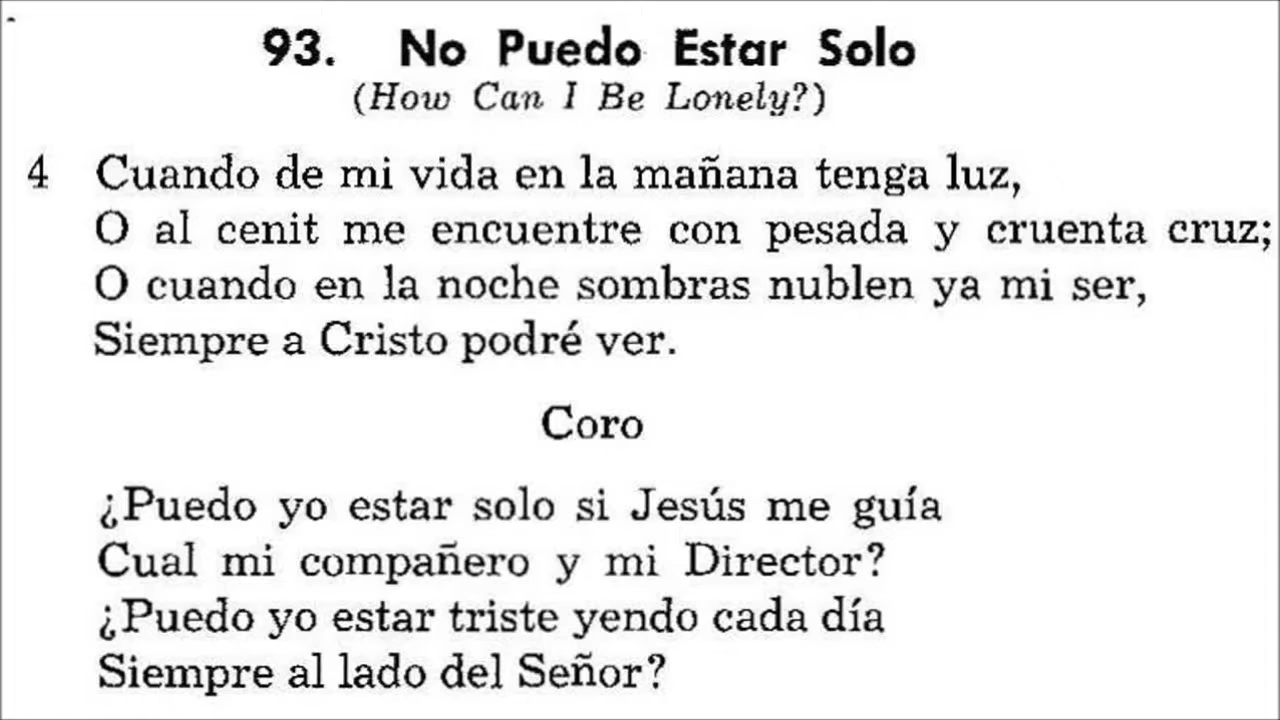 93. No Puedo Estar Solo
(How Can I Be Lonely?)
4 Cuando de mi vida en la mañana tenga luz,
O al cenit me encuentre con pesada y cruenta cruz;
O cuando en la noche sombras nublen ya mi ser,
Siempre a Cristo podré ver.
Coro
¿Puedo yo estar solo si Jesús me guía
Cual mi compañero y mi Director?
¿Puedo yo estar triste yendo cada día
Siempre al lado del Señor?